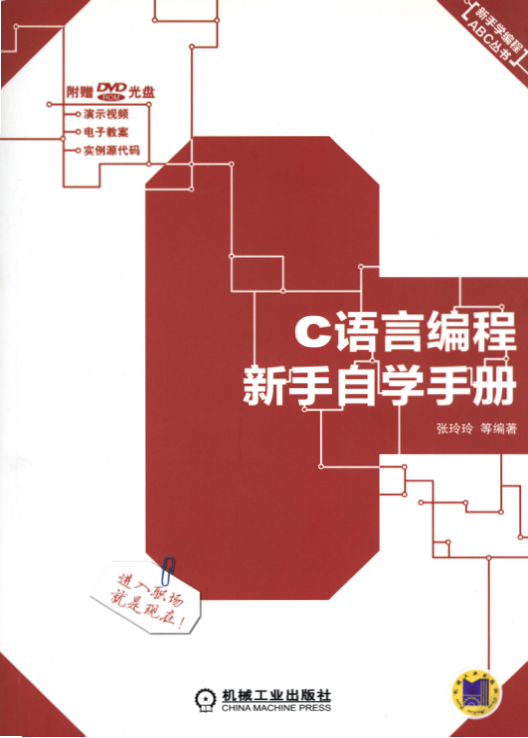 新手学编程
ABC丛书
附赠 DVD ROM 光盘
演示视频
电子教案
实例源代码
C语言编程
新手自学手册
张玲玲 等编著
进入职场
就是现在!
机械工业出版社
CHINA MACHINE PRESS